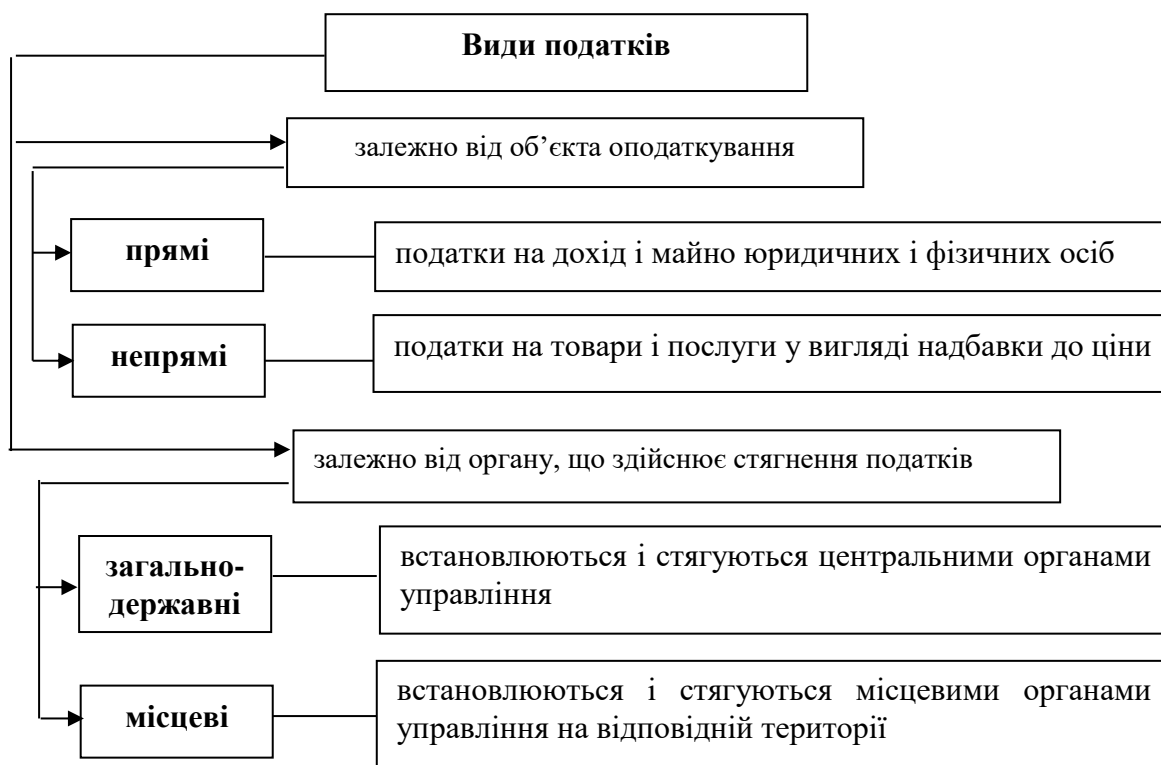 Види податків
залежно від об’єкта оподаткування
прямі
податки на дохід і майно юридичних і фізичних осіб
непрямі
податки на товари і послуги у вигляді надбавки до ціни
залежно від органу, що здійснює стягнення податків
загально-
державні
встановлюються і стягуються центральними органами
управління
місцеві
встановлюються і стягуються місцевими органами
управління на відповідній території